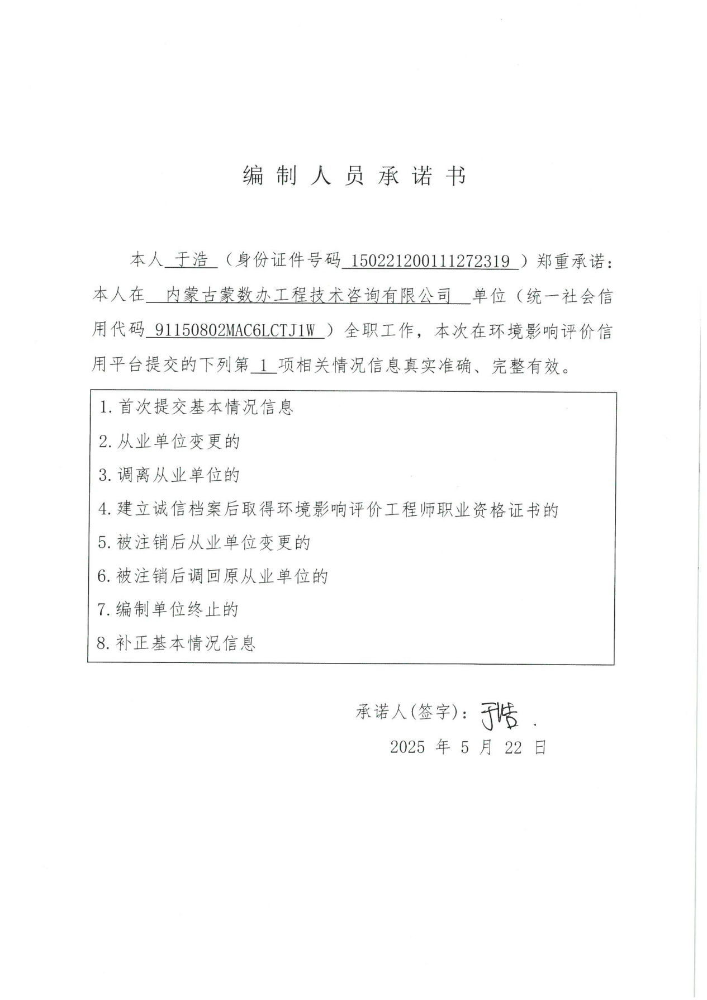 编制人员承诺书
本人 于浩 （身份证件号码 150221200111272319 ）郑重承诺：
本人在 内蒙古蒙数办工程技术咨询有限公司 单位（统一社会信
用代码 91150802MAC6LCTJ1W ）全职工作，本次在环境影响评价信
用平台提交的下列第 1 项相关情况信息真实准确、完整有效。
1. 首次提交基本情况信息
2. 从业单位变更的
3. 调离从业单位的
4. 建立诚信档案后取得环境影响评价工程师职业资格证书的
5. 被注销后从业单位变更的
6. 被注销后调回原从业单位的
7. 编制单位终止的
8. 补正基本情况信息
承诺人(签字)：于浩
2025 年 5 月 22 日